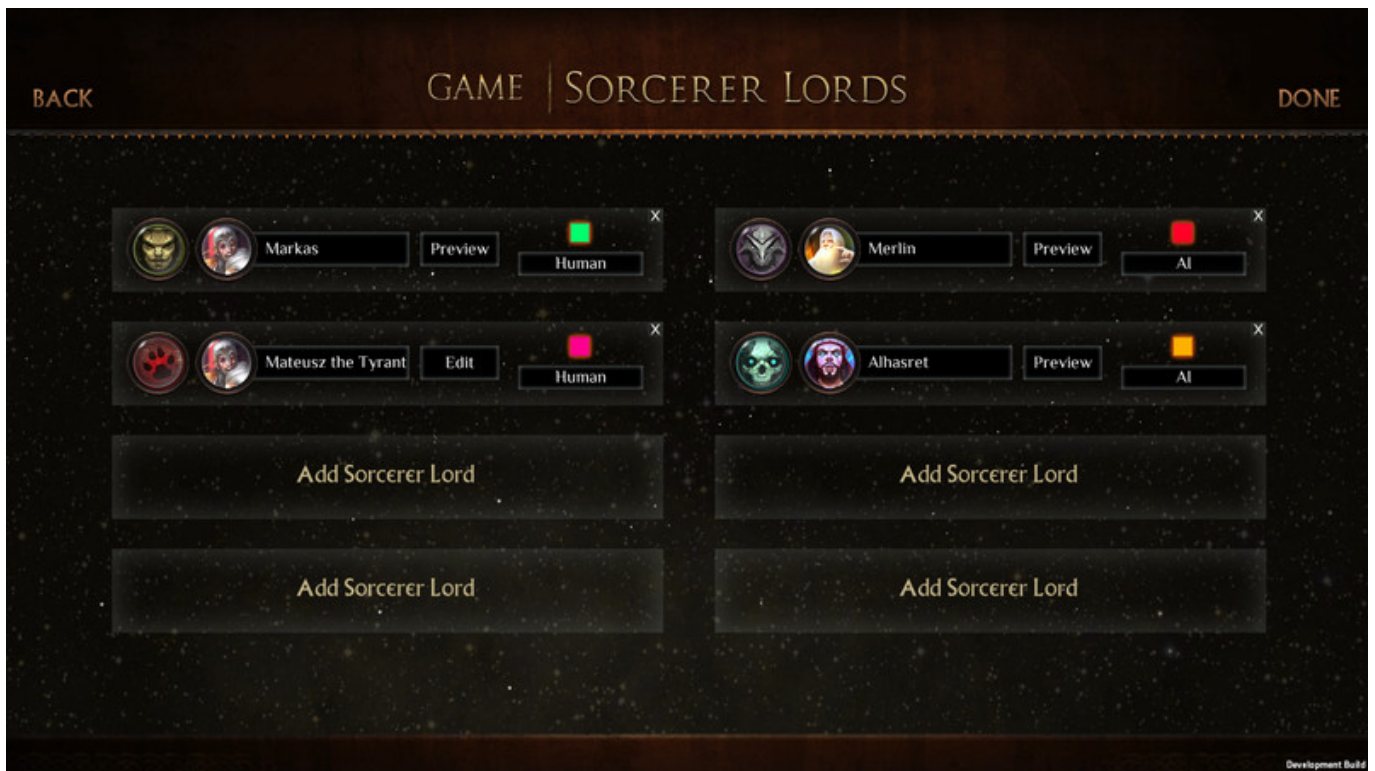 BACK
GAME | SORCERER LORDS
DONE
X
Markas
Preview
Human
X
Merlin
Preview
AI
X
Mateusz the Tyrant
Edit
Human
X
Alhasret
Preview
AI
Add Sorcerer Lord
Add Sorcerer Lord
Add Sorcerer Lord
Add Sorcerer Lord
Development Build